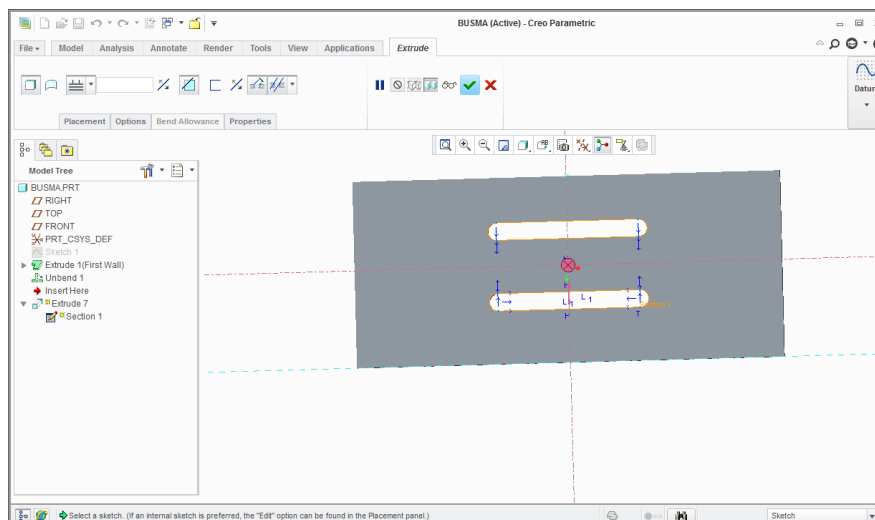 BUSMA (Active) - Creo Parametric
File Model Analysis Annotate Render Tools View Applications Extrude
Datum
Placement Options Bend Allowance Properties
Model Tree
BUSMA.PRT
RIGHT
TOP
FRONT
PRT_CSYS_DEF
Sketch 1
Extrude 1(First Wall)
Unbend 1
Insert Here
Extrude 7
Section 1
Select a sketch. (If an internal sketch is preferred, the "Edit" option can be found in the Placement panel.)
Sketch